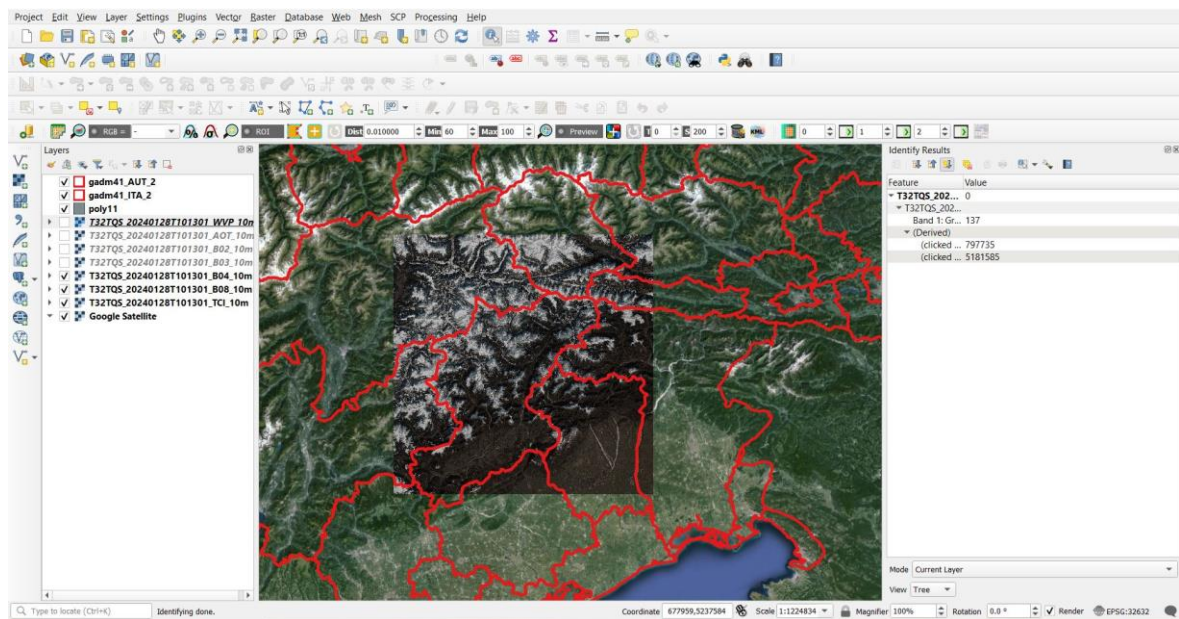 Project Edit View Layer Settings Plugins Vector Raster Database Web Mesh SCP Processing Help
RGB = - ROI Dist 0.010000 Min 60 Max 100 Preview T 0 S 200 KML 0 1 2
Layers
gadm41_AUT_2
gadm41_ITA_2
poly11
T32TQS_20240128T101301_WVP_10m
T32TQS_20240128T101301_AOT_10m
T32TQS_20240128T101301_B02_10m
T32TQS_20240128T101301_B03_10m
T32TQS_20240128T101301_B04_10m
T32TQS_20240128T101301_B08_10m
T32TQS_20240128T101301_TCI_10m
Google Satellite
Identify Results
Feature Value
T32TQS_202... 0
T32TQS_202...
Band 1: Gr... 137
(Derived)
(clicked ... 797735
(clicked ... 5181585
Mode Current Layer
View Tree
Type to locate (Ctrl+K) Identifying done. Coordinate 677959,5237584 Scale 1:1224834 Magnifier 100% Rotation 0.0 ° Render EPSG:32632